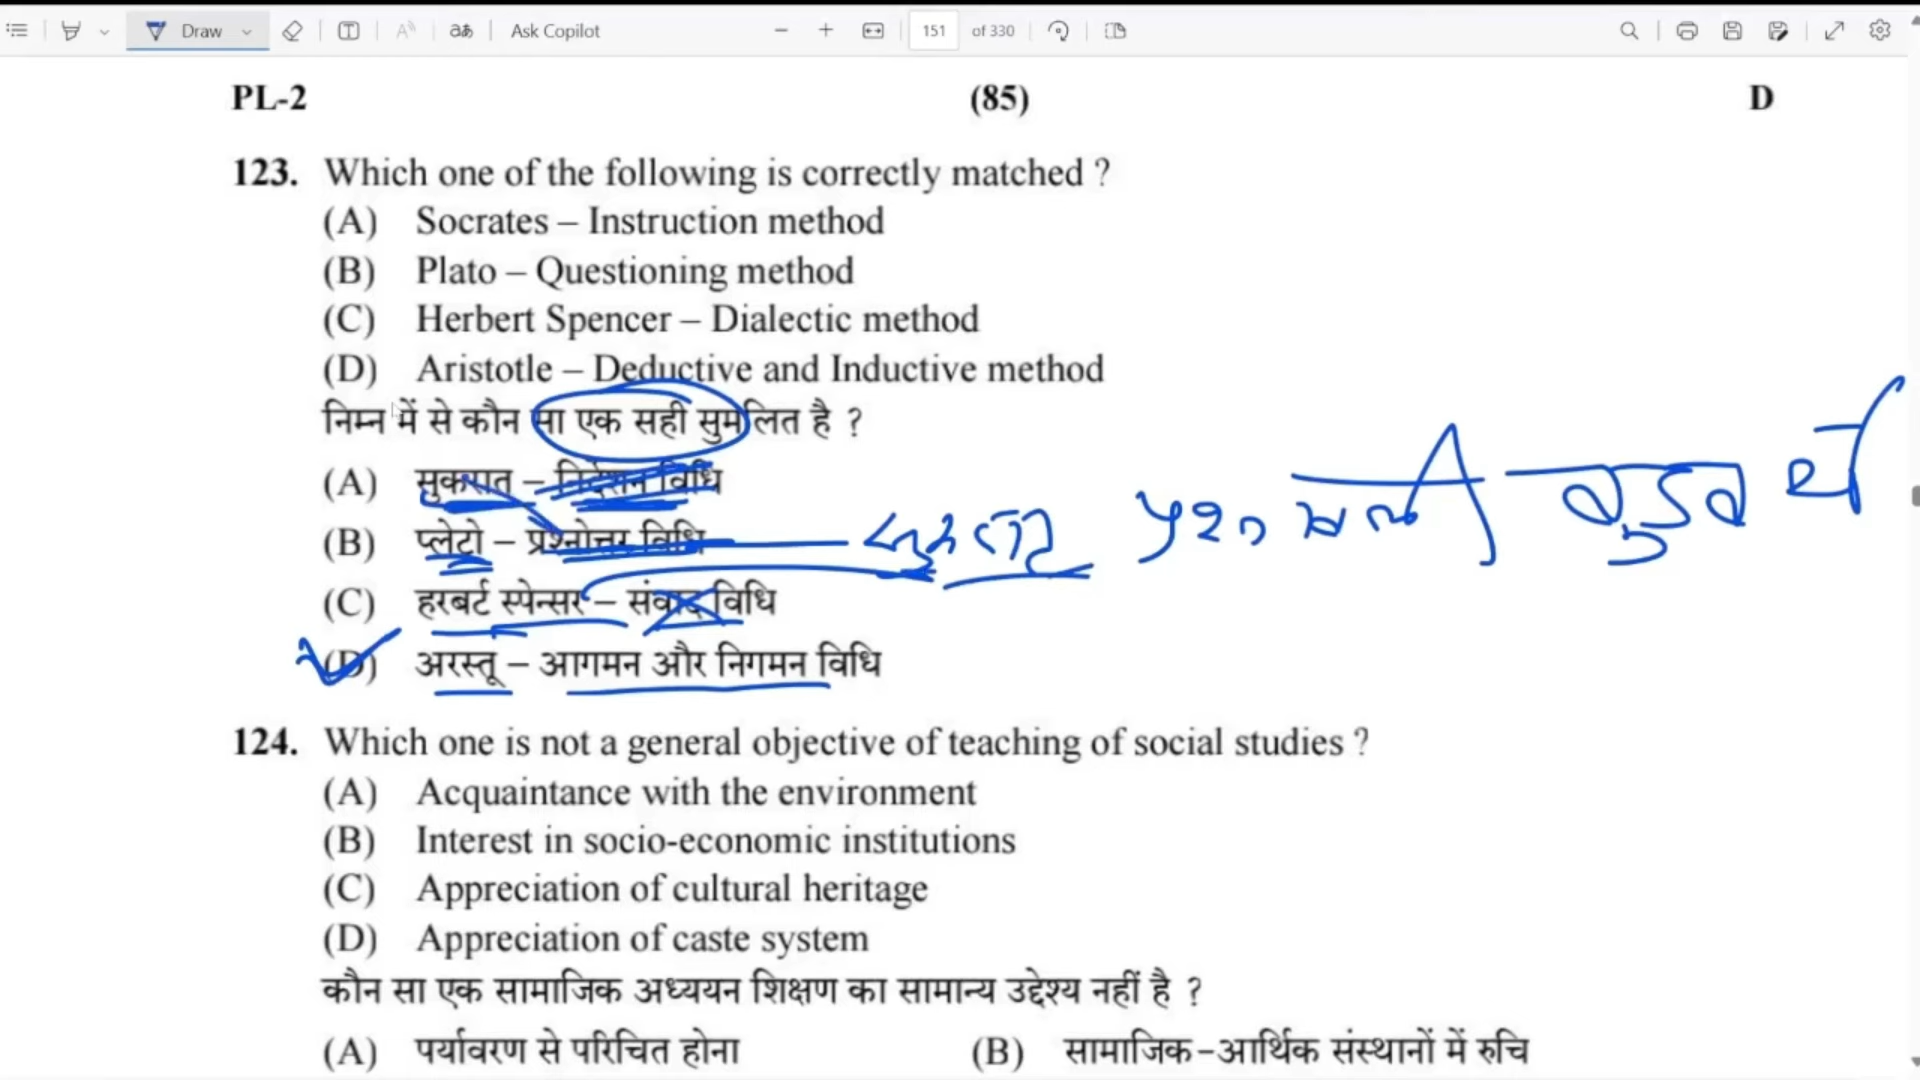 Draw Ask Copilot 151 of 330
PL-2 (85) D
123. Which one of the following is correctly matched ?
(A) Socrates – Instruction method
(B) Plato – Questioning method
(C) Herbert Spencer – Dialectic method
(D) Aristotle – Deductive and Inductive method
निम्न में से कौन सा एक सही सुमेलित है ?
(A) सुकरात – निर्देशन विधि
(B) प्लेटो – प्रश्नोत्तर विधि
(C) हरबर्ट स्पेन्सर – संवाद विधि
(D) अरस्तू – आगमन और निगमन विधि
124. Which one is not a general objective of teaching of social studies ?
(A) Acquaintance with the environment
(B) Interest in socio-economic institutions
(C) Appreciation of cultural heritage
(D) Appreciation of caste system
कौन सा एक सामाजिक अध्ययन शिक्षण का सामान्य उद्देश्य नहीं है ?
(A) पर्यावरण से परिचित होना (B) सामाजिक-आर्थिक संस्थानों में रुचि